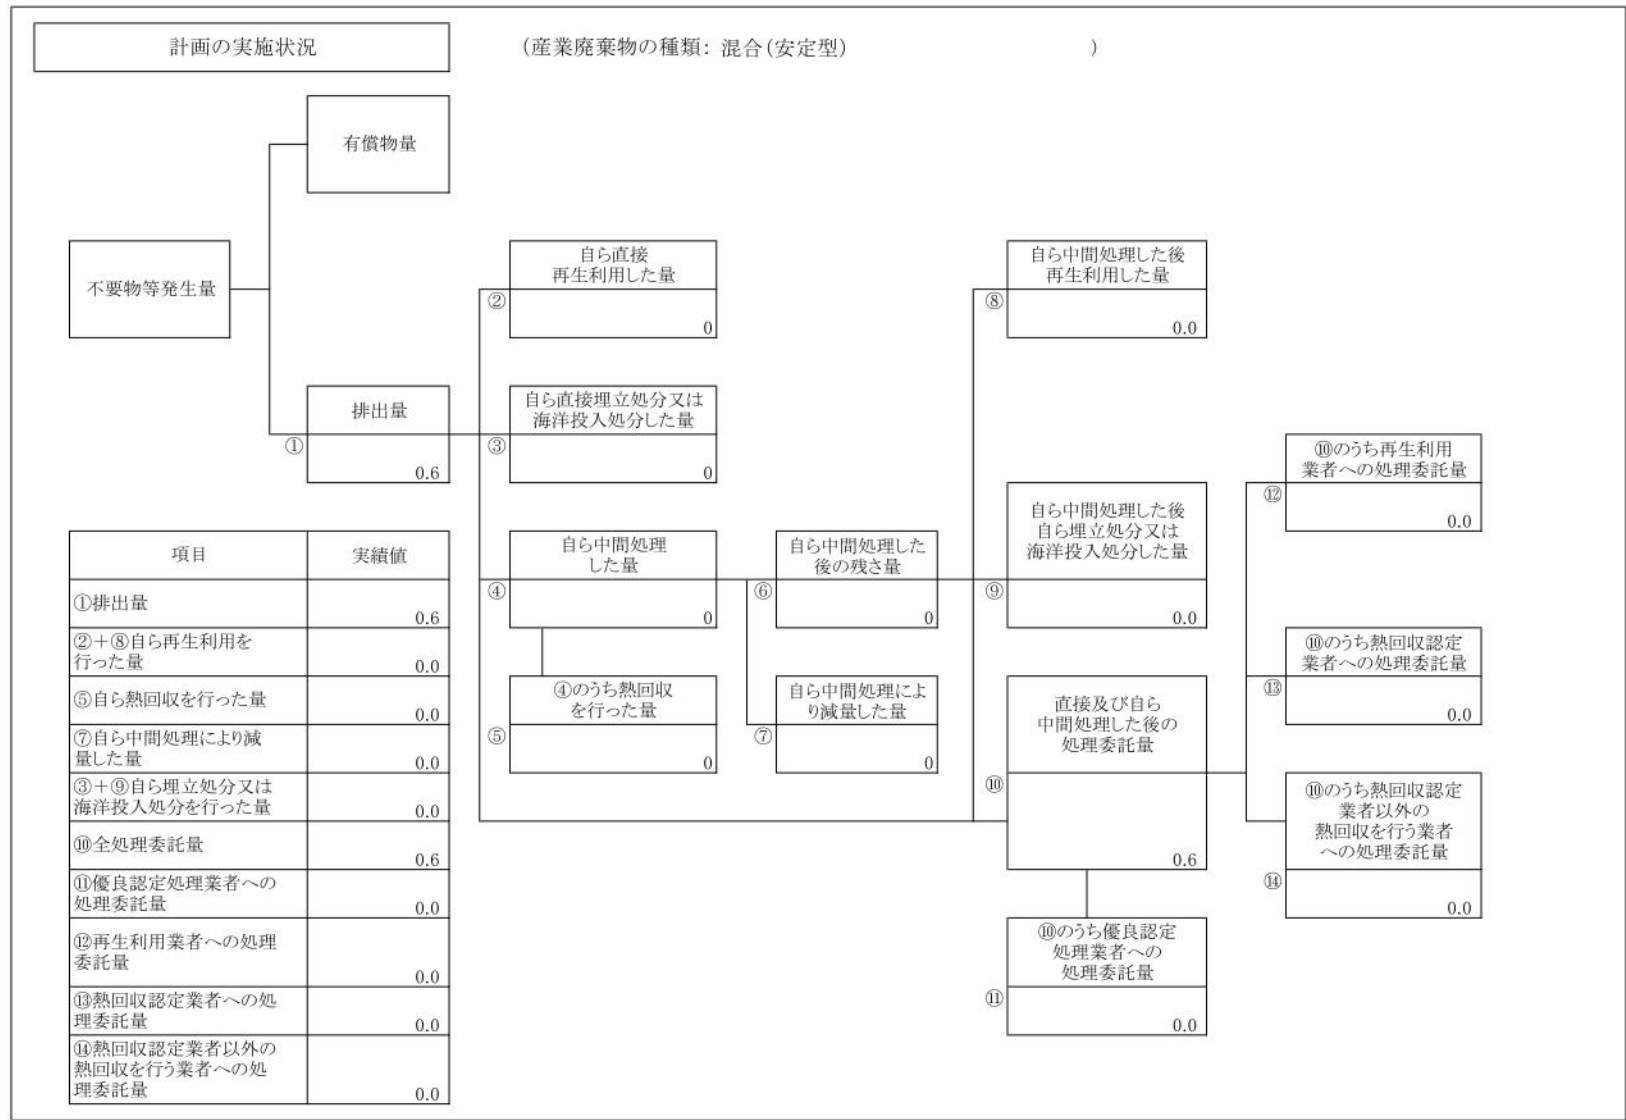 計画の実施状況
(産業廃棄物の種類: 混合(安定型) )
有償物量
不要物等発生量
自ら直接
再生利用した量
②
0
自ら中間処理した後
再生利用した量
⑧
0.0
排出量
①
0.6
自ら直接埋立処分又は
海洋投入処分した量
③
0
⑩のうち再生利用
業者への処理委託量
⑫
0.0
自ら中間処理
した量
④
0
自ら中間処理した
後の残さ量
⑥
0
自ら中間処理した後
自ら埋立処分又は
海洋投入処分した量
⑨
0.0
④のうち熱回収
を行った量
⑤
0
自ら中間処理によ
り減量した量
⑦
0
直接及び自ら
中間処理した後の
処理委託量
⑩
0.6
⑩のうち熱回収認定
業者への処理委託量
⑬
0.0
⑩のうち熱回収認定
業者以外の
熱回収を行う業者
への処理委託量
⑭
0.0
⑩のうち優良認定
処理業者への
処理委託量
⑪
0.0
項目 実績値
①排出量
0.6
②+⑧自ら再生利用を
行った量
0.0
⑤自ら熱回収を行った量
0.0
⑦自ら中間処理により減
量した量
0.0
③+⑨自ら埋立処分又は
海洋投入処分を行った量
0.0
⑩全処理委託量
0.6
⑪優良認定処理業者への
処理委託量
0.0
⑫再生利用業者への処理
委託量
0.0
⑬熱回収認定業者への処
理委託量
0.0
⑭熱回収認定業者以外の
熱回収を行う業者への処
理委託量
0.0